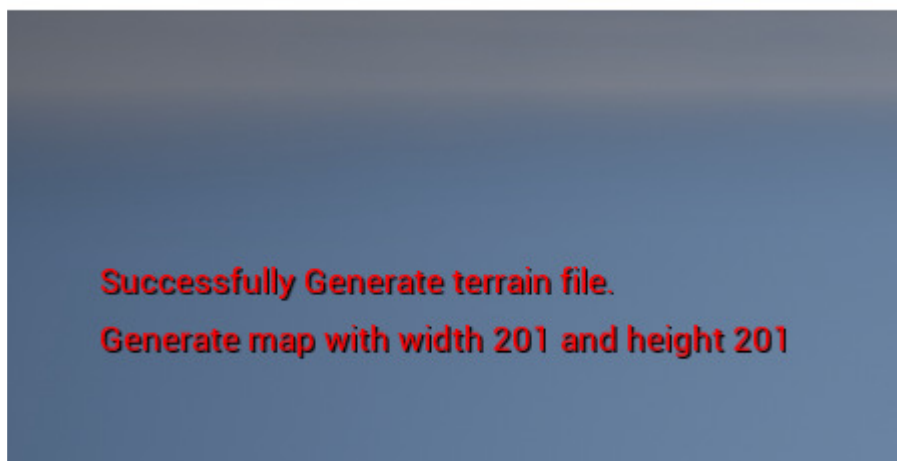 Successfully Generate terrain file.
Generate map with width 201 and height 201